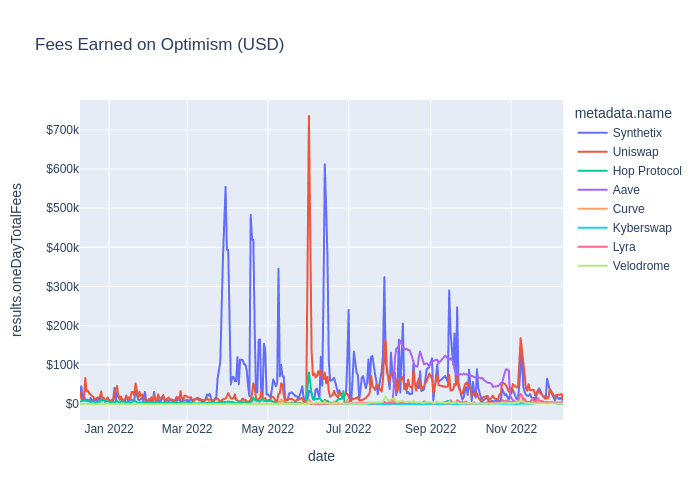 Fees Earned on Optimism (USD)
metadata.name
Synthetix
Uniswap
Hop Protocol
Aave
Curve
Kyberswap
Lyra
Velodrome
$700k
$600k
$500k
$400k
$300k
$200k
$100k
$0
results.oneDayTotalFees
Jan 2022
Mar 2022
May 2022
Jul 2022
Sep 2022
Nov 2022
date